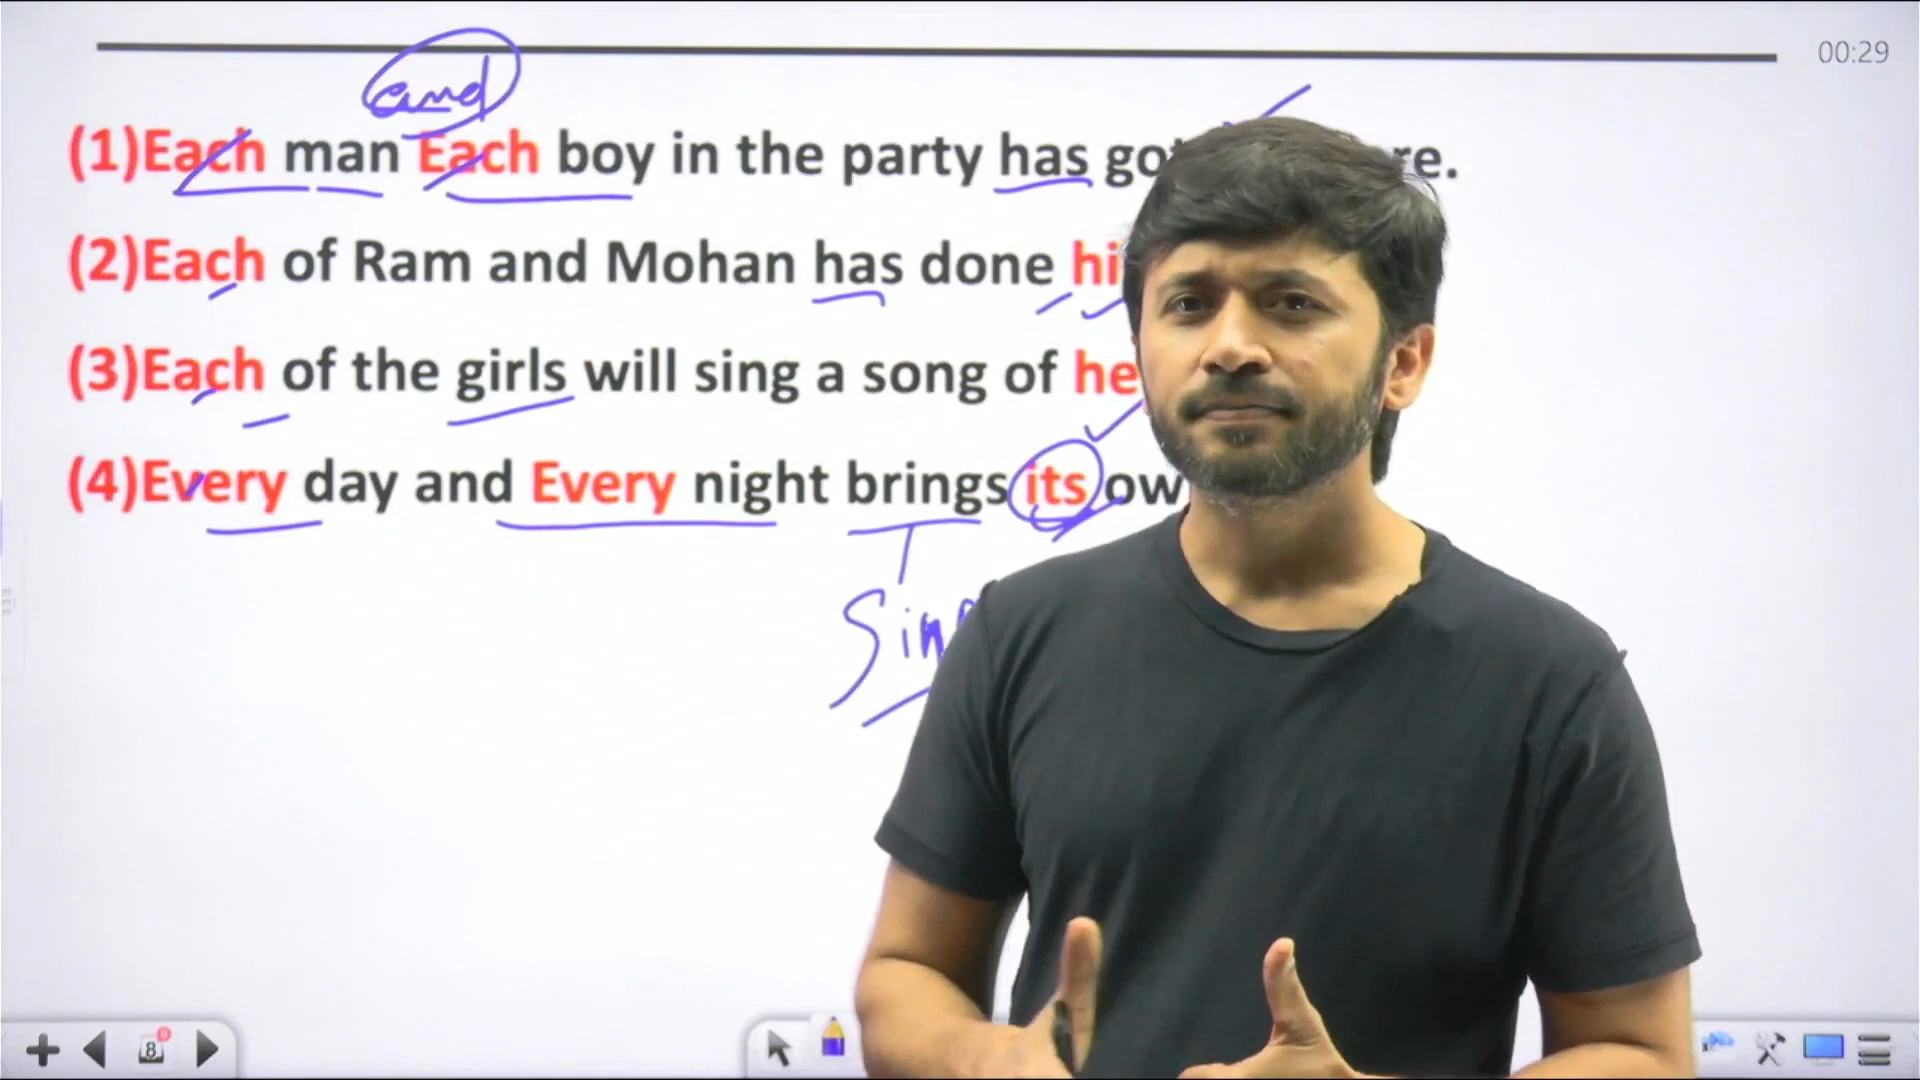 00:29
and
(1)Each man Each boy in the party has got re.
(2)Each of Ram and Mohan has done hi
(3)Each of the girls will sing a song of he
(4)Every day and Every night brings its ow
Sin
8